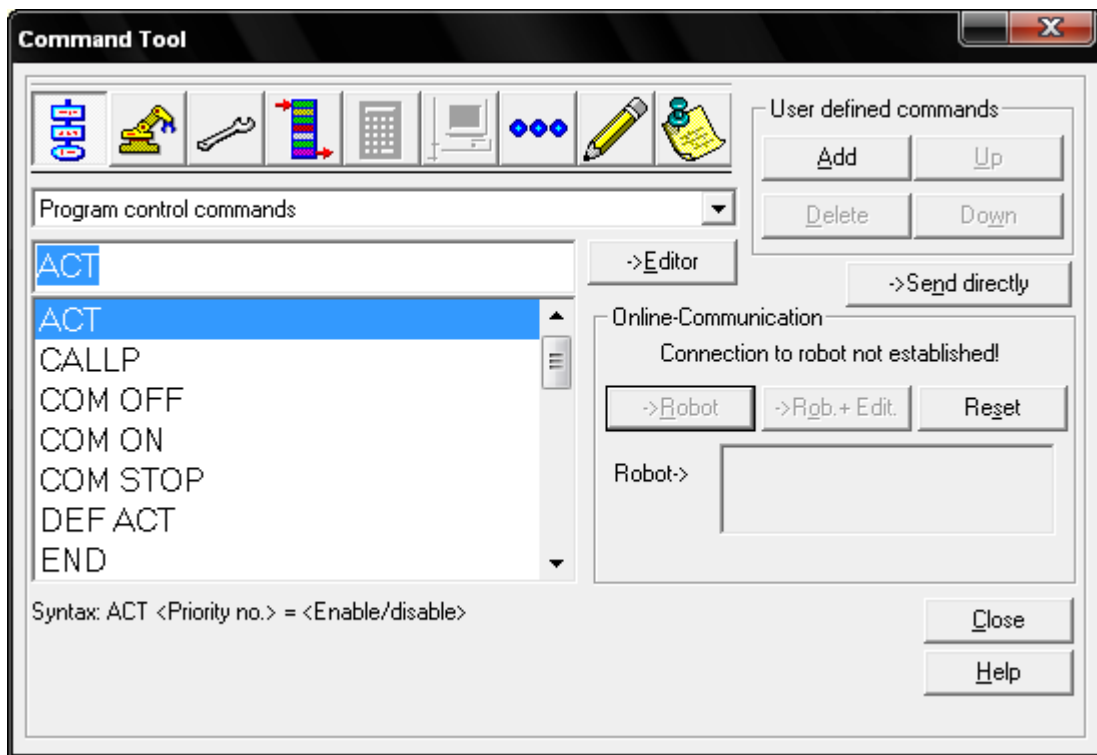 Command Tool
User defined commands
Add
Up
Delete
Down
Program control commands
ACT
->Editor
->Send directly
ACT
CALLP
COM OFF
COM ON
COM STOP
DEF ACT
END
Online-Communication
Connection to robot not established!
->Robot
->Rob.+ Edit.
Reset
Robot->
Syntax: ACT <Priority no.> = <Enable/disable>
Close
Help